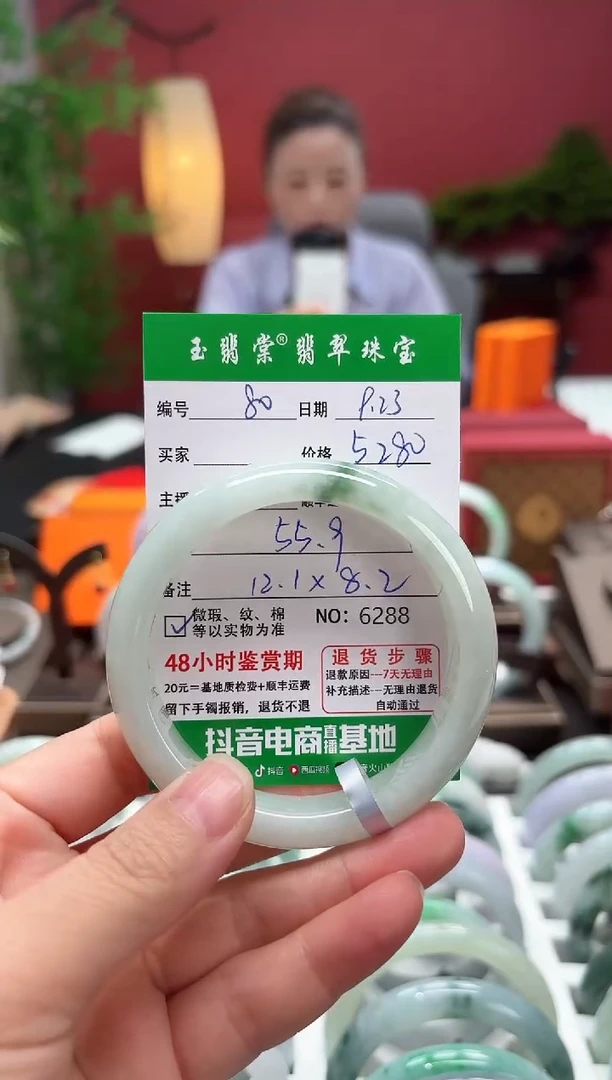 玉翡棠® 翡翠珠宝
编号 80 日期 9.23
买家 价格 5280
主播
55.9
备注 12.1×8.2
微瑕、纹、棉
等以实物为准
NO: 6288
48小时鉴赏期
20元=基地质检费+顺丰运费
留下手镯报销，退货不退
退货步骤
退款原因---7天无理由
补充描述---无理由退货
自动通过
抖音电商直播基地
抖音 西瓜视频